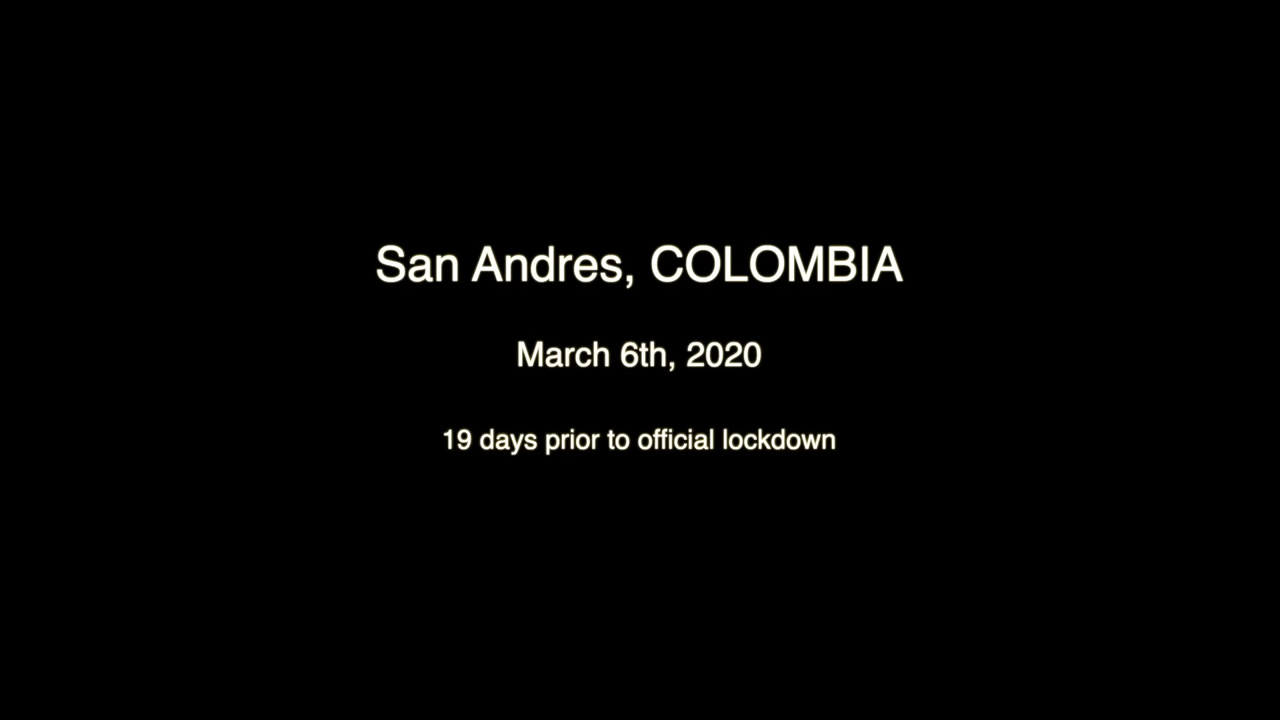 San Andres, COLOMBIA
March 6th, 2020
19 days prior to official lockdown